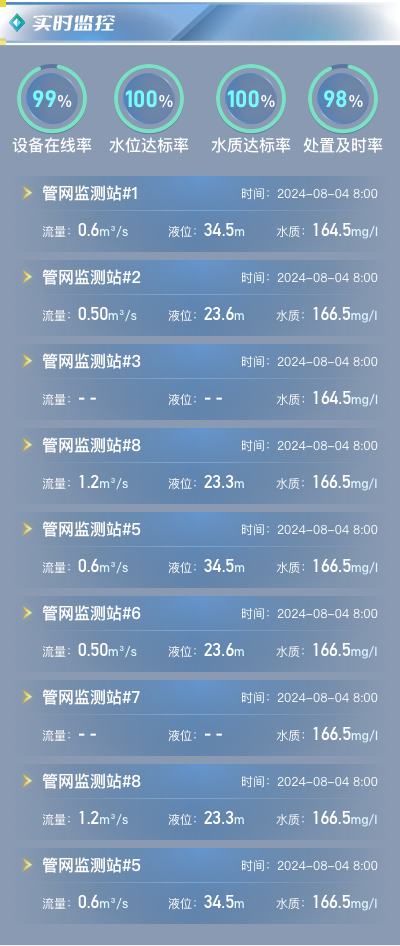 实时监控
99% 100% 100% 98%
设备在线率 水位达标率 水质达标率 处置及时率
管网监测站#1 时间：2024-08-04 8:00
流量：0.6m³/s 液位：34.5m 水质：164.5mg/l
管网监测站#2 时间：2024-08-04 8:00
流量：0.50m³/s 液位：23.6m 水质：166.5mg/l
管网监测站#3 时间：2024-08-04 8:00
流量：-- 液位：-- 水质：164.5mg/l
管网监测站#8 时间：2024-08-04 8:00
流量：1.2m³/s 液位：23.3m 水质：166.5mg/l
管网监测站#5 时间：2024-08-04 8:00
流量：0.6m³/s 液位：34.5m 水质：166.5mg/l
管网监测站#6 时间：2024-08-04 8:00
流量：0.50m³/s 液位：23.6m 水质：166.5mg/l
管网监测站#7 时间：2024-08-04 8:00
流量：-- 液位：-- 水质：166.5mg/l
管网监测站#8 时间：2024-08-04 8:00
流量：1.2m³/s 液位：23.3m 水质：166.5mg/l
管网监测站#5 时间：2024-08-04 8:00
流量：0.6m³/s 液位：34.5m 水质：166.5mg/l